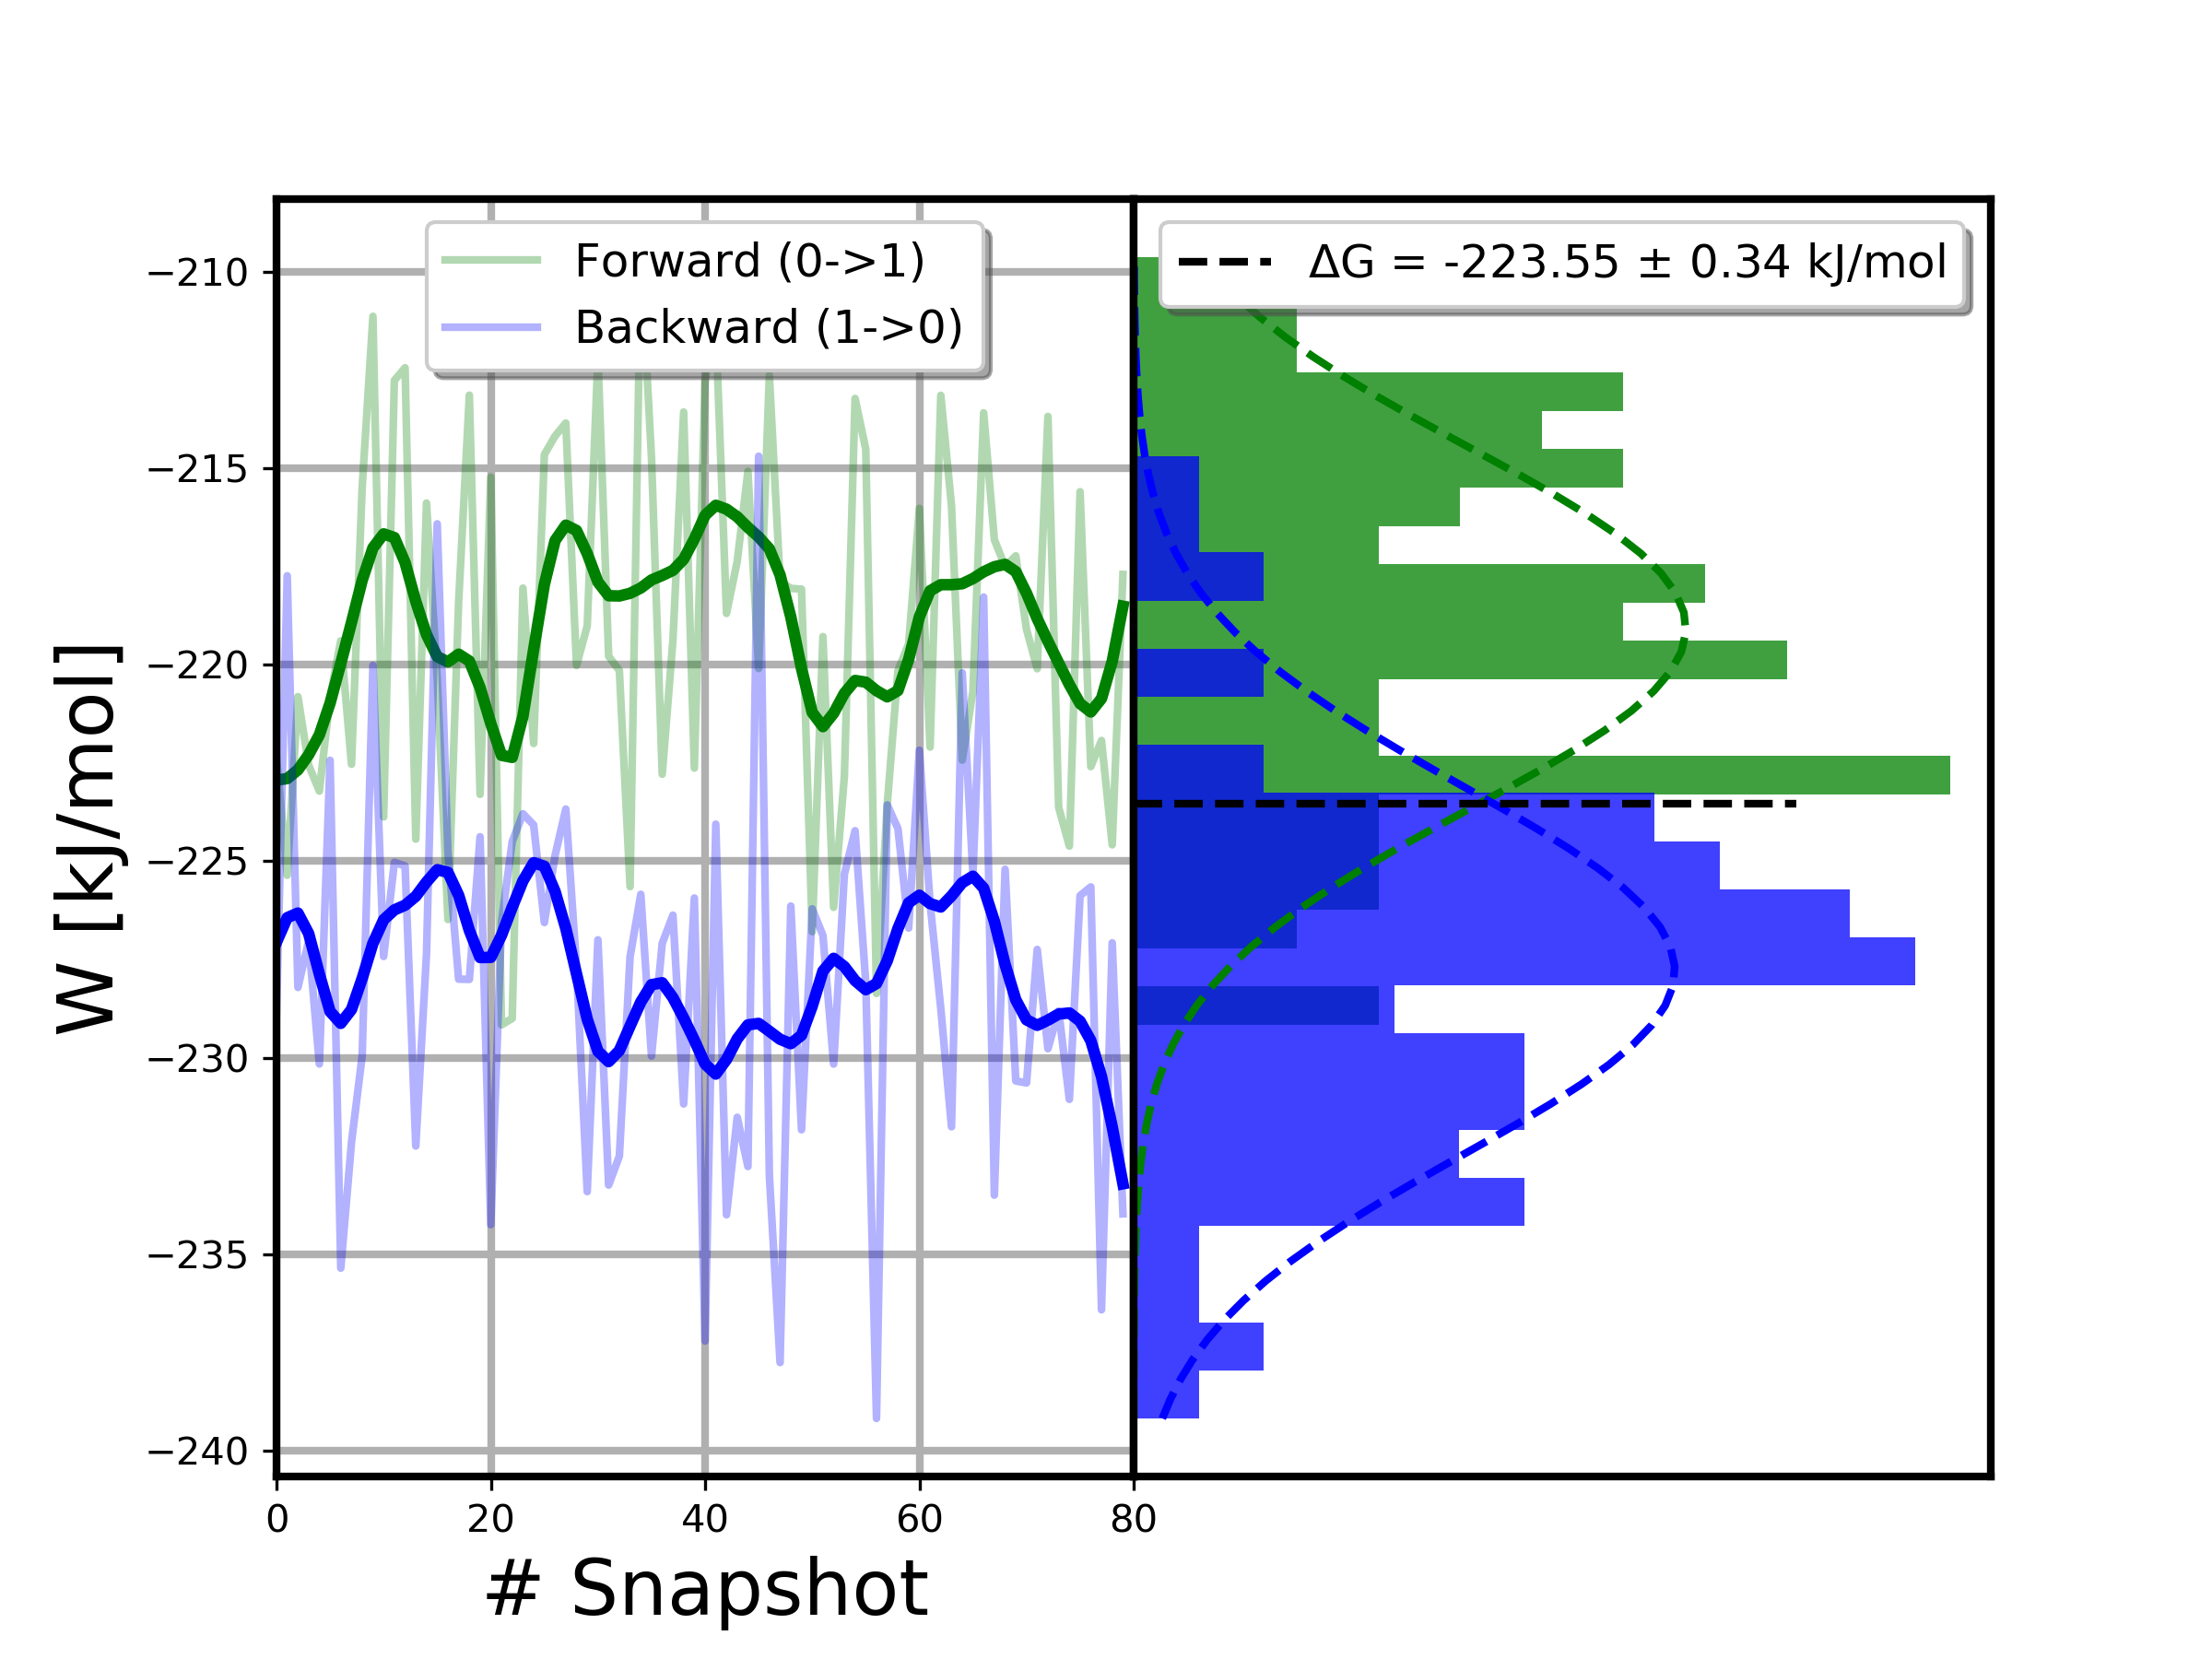 Forward (0->1)
Backward (1->0)
ΔG = -223.55 ± 0.34 kJ/mol
W [kJ/mol]
−210
−215
−220
−225
−230
−235
−240
0 20 40 60 80
# Snapshot